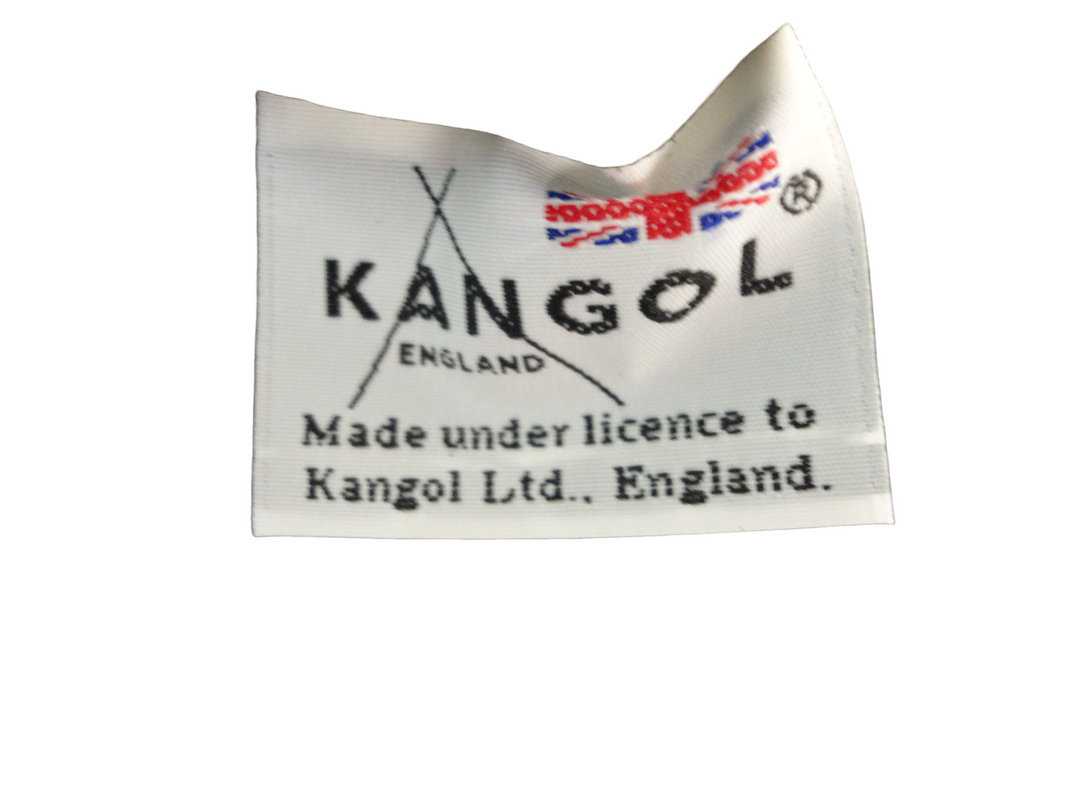 ®
KANGOL
ENGLAND
Made under licence to
Kangol Ltd., England.